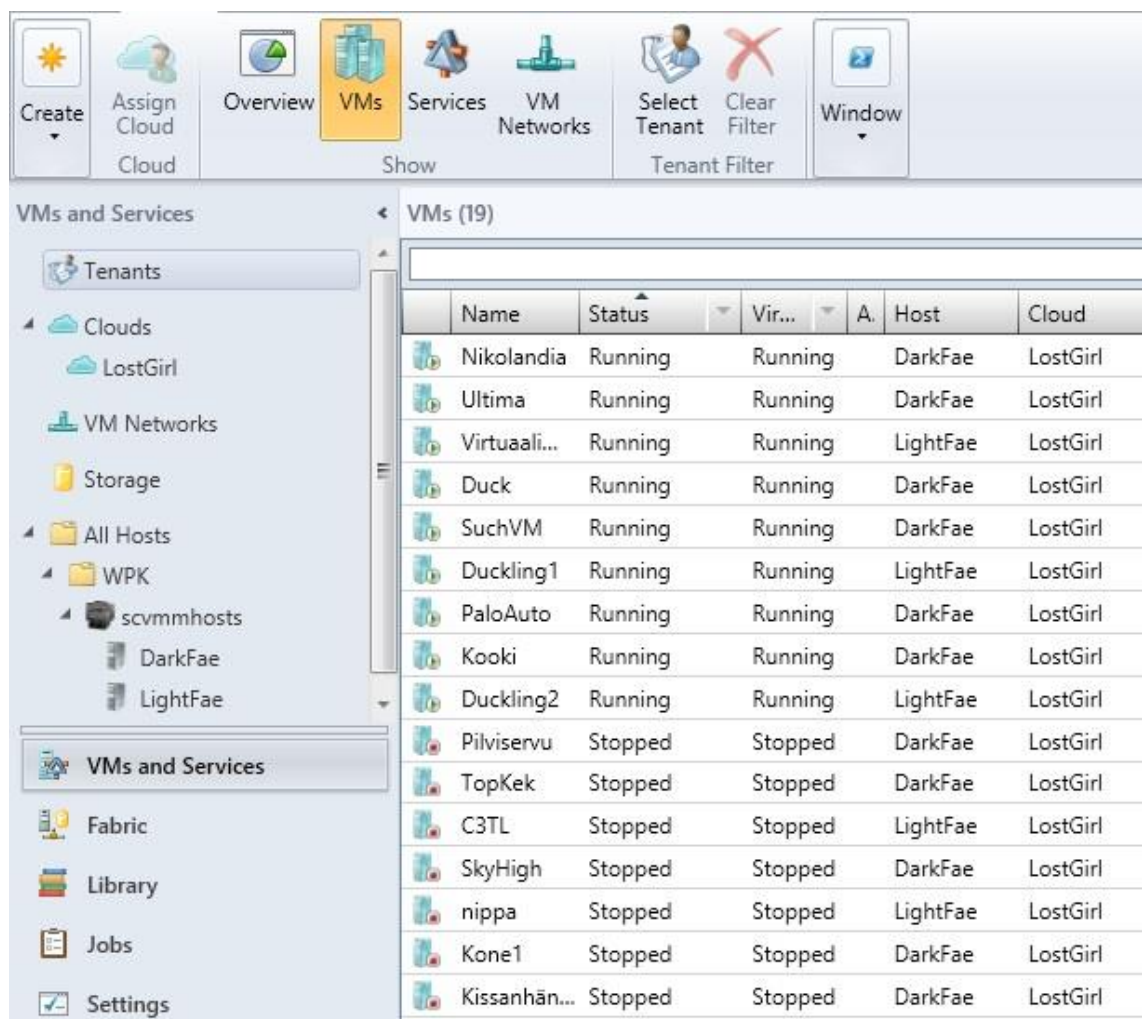 Create
Assign Cloud
Overview
VMs
Services
VM Networks
Select Tenant
Clear Filter
Window
Cloud
Show
Tenant Filter
VMs and Services
VMs (19)
Tenants
Clouds
LostGirl
VM Networks
Storage
All Hosts
WPK
scvmmhosts
DarkFae
LightFae
VMs and Services
Fabric
Library
Jobs
Settings
Name Status Vir... A. Host Cloud
Nikolandia Running Running DarkFae LostGirl
Ultima Running Running DarkFae LostGirl
Virtuaali... Running Running LightFae LostGirl
Duck Running Running DarkFae LostGirl
SuchVM Running Running DarkFae LostGirl
Duckling1 Running Running LightFae LostGirl
PaloAuto Running Running DarkFae LostGirl
Kooki Running Running DarkFae LostGirl
Duckling2 Running Running LightFae LostGirl
Pilviservu Stopped Stopped DarkFae LostGirl
TopKek Stopped Stopped DarkFae LostGirl
C3TL Stopped Stopped LightFae LostGirl
SkyHigh Stopped Stopped DarkFae LostGirl
nippa Stopped Stopped LightFae LostGirl
Kone1 Stopped Stopped DarkFae LostGirl
Kissanhän... Stopped Stopped DarkFae LostGirl